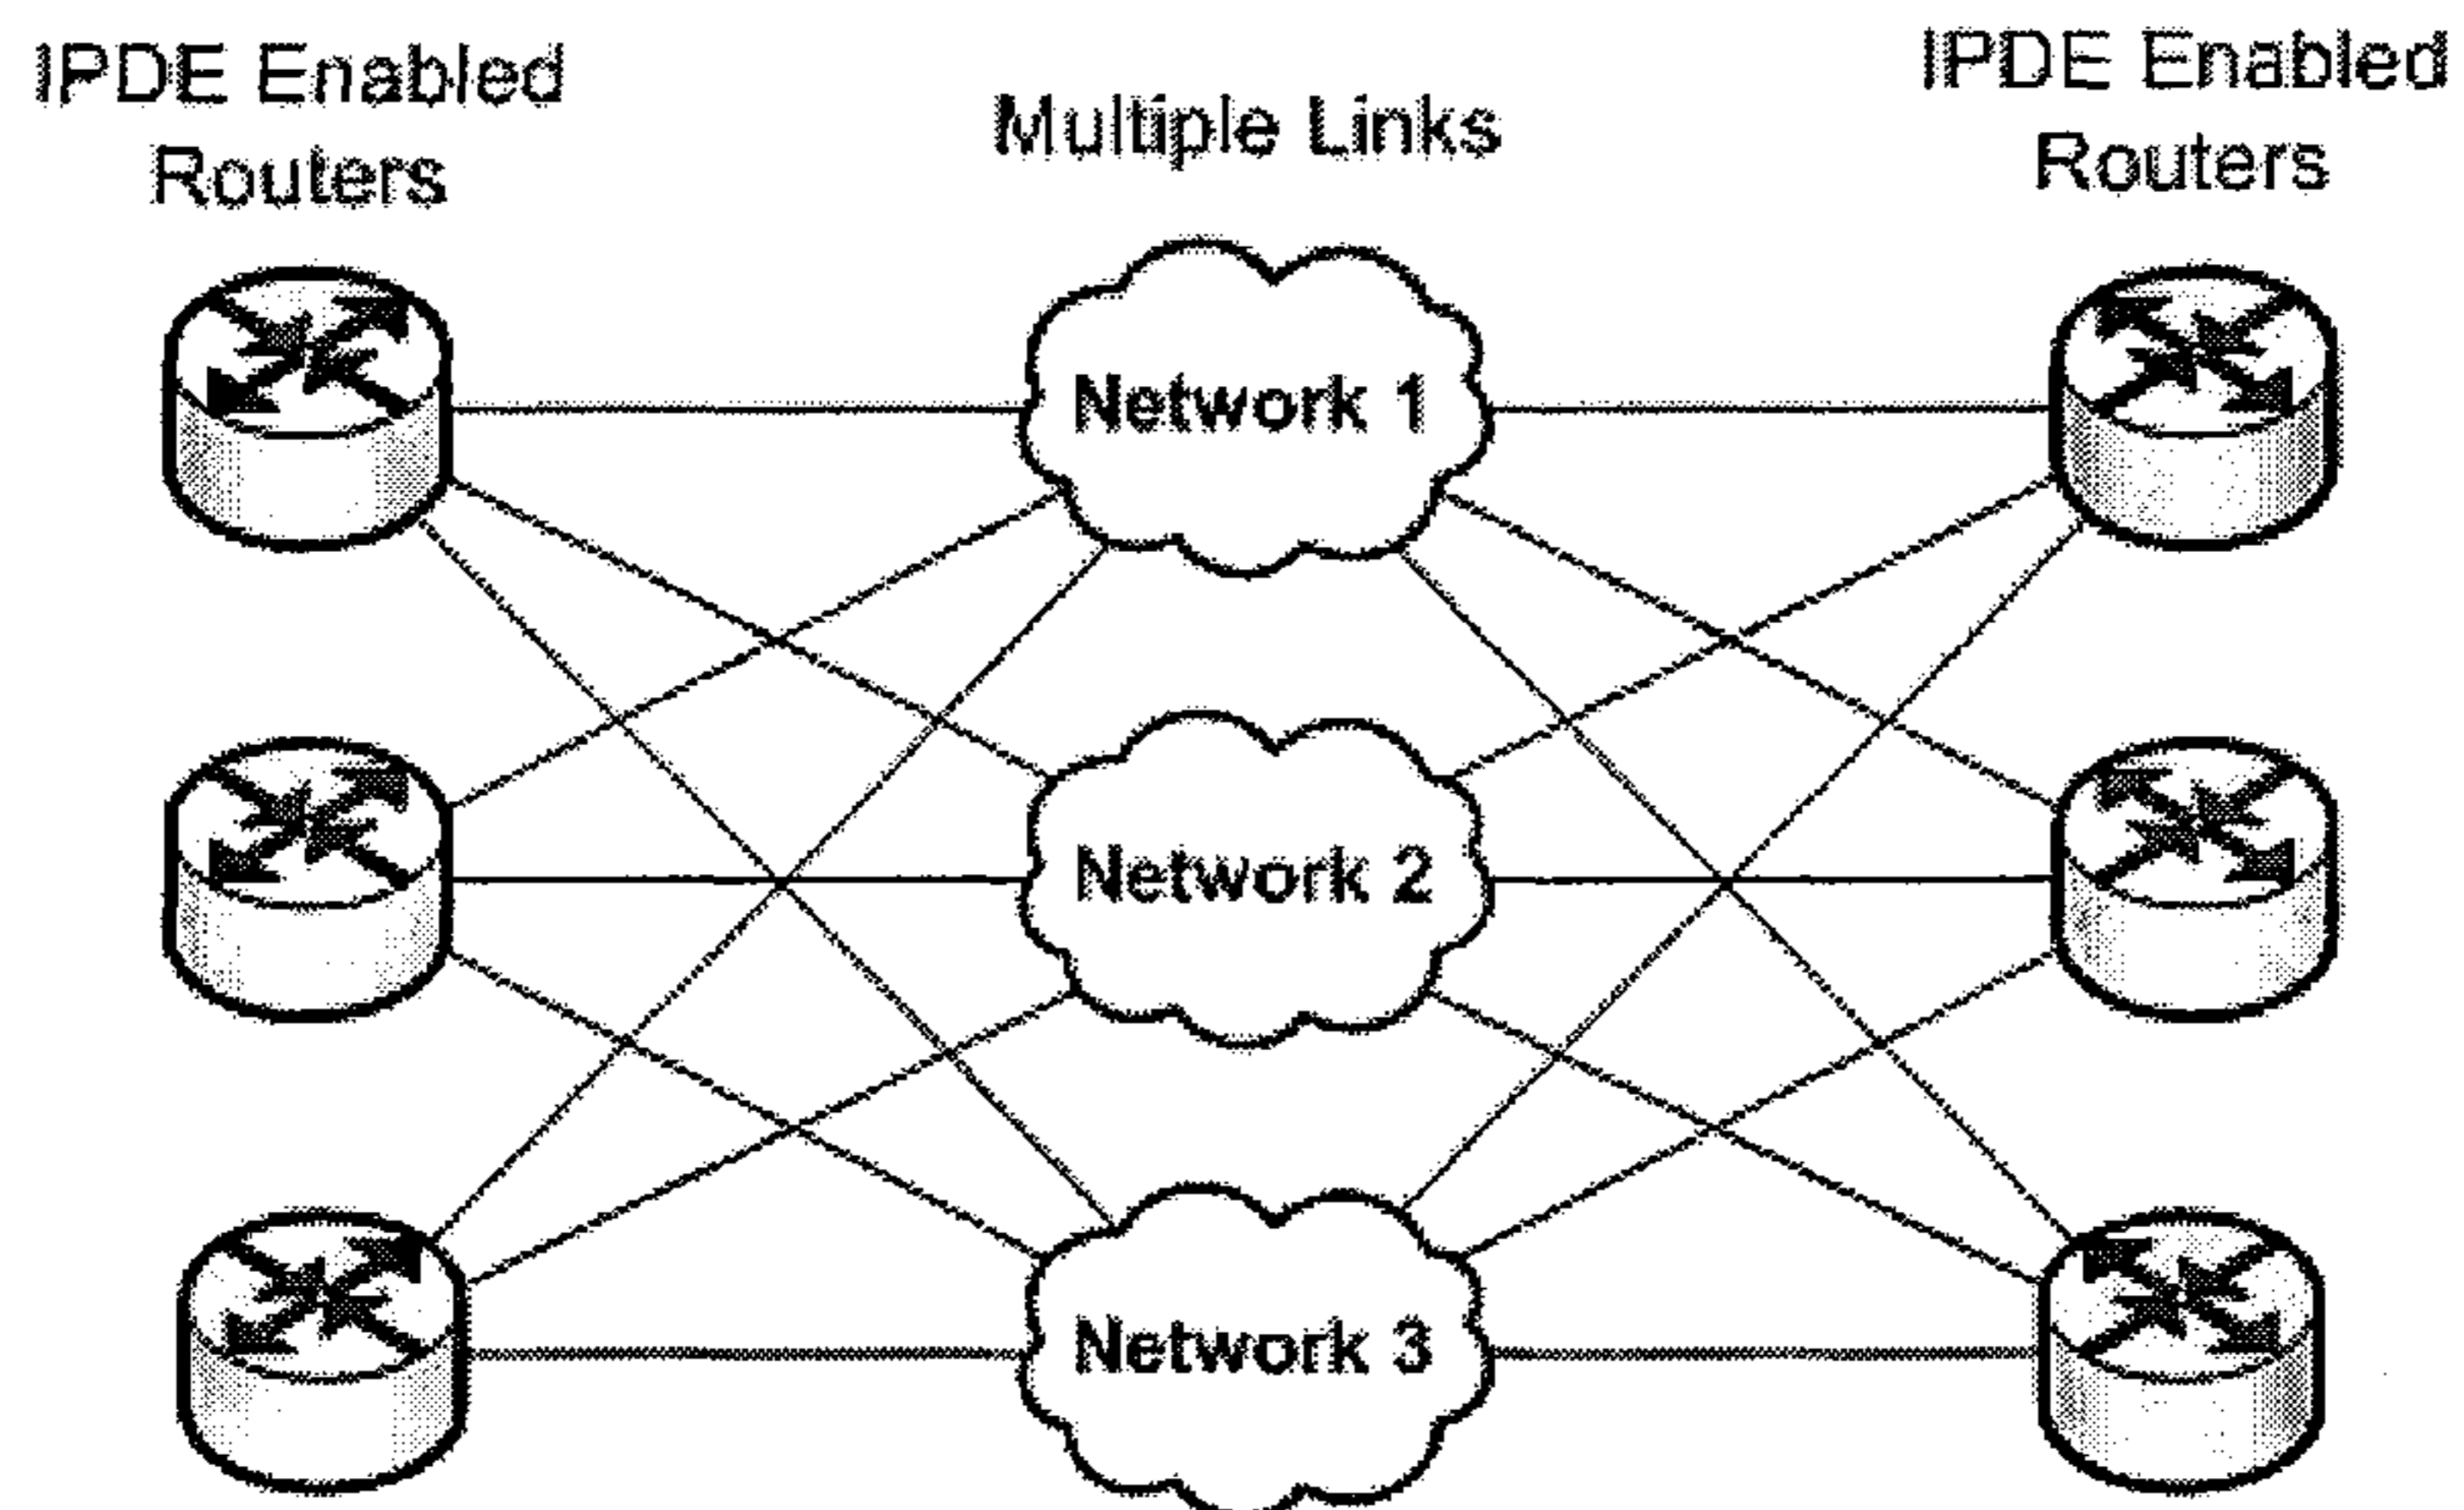 IPDE Enabled
Routers
Multiple Links
IPDE Enabled
Routers
Network 1
Network 2
Network 3